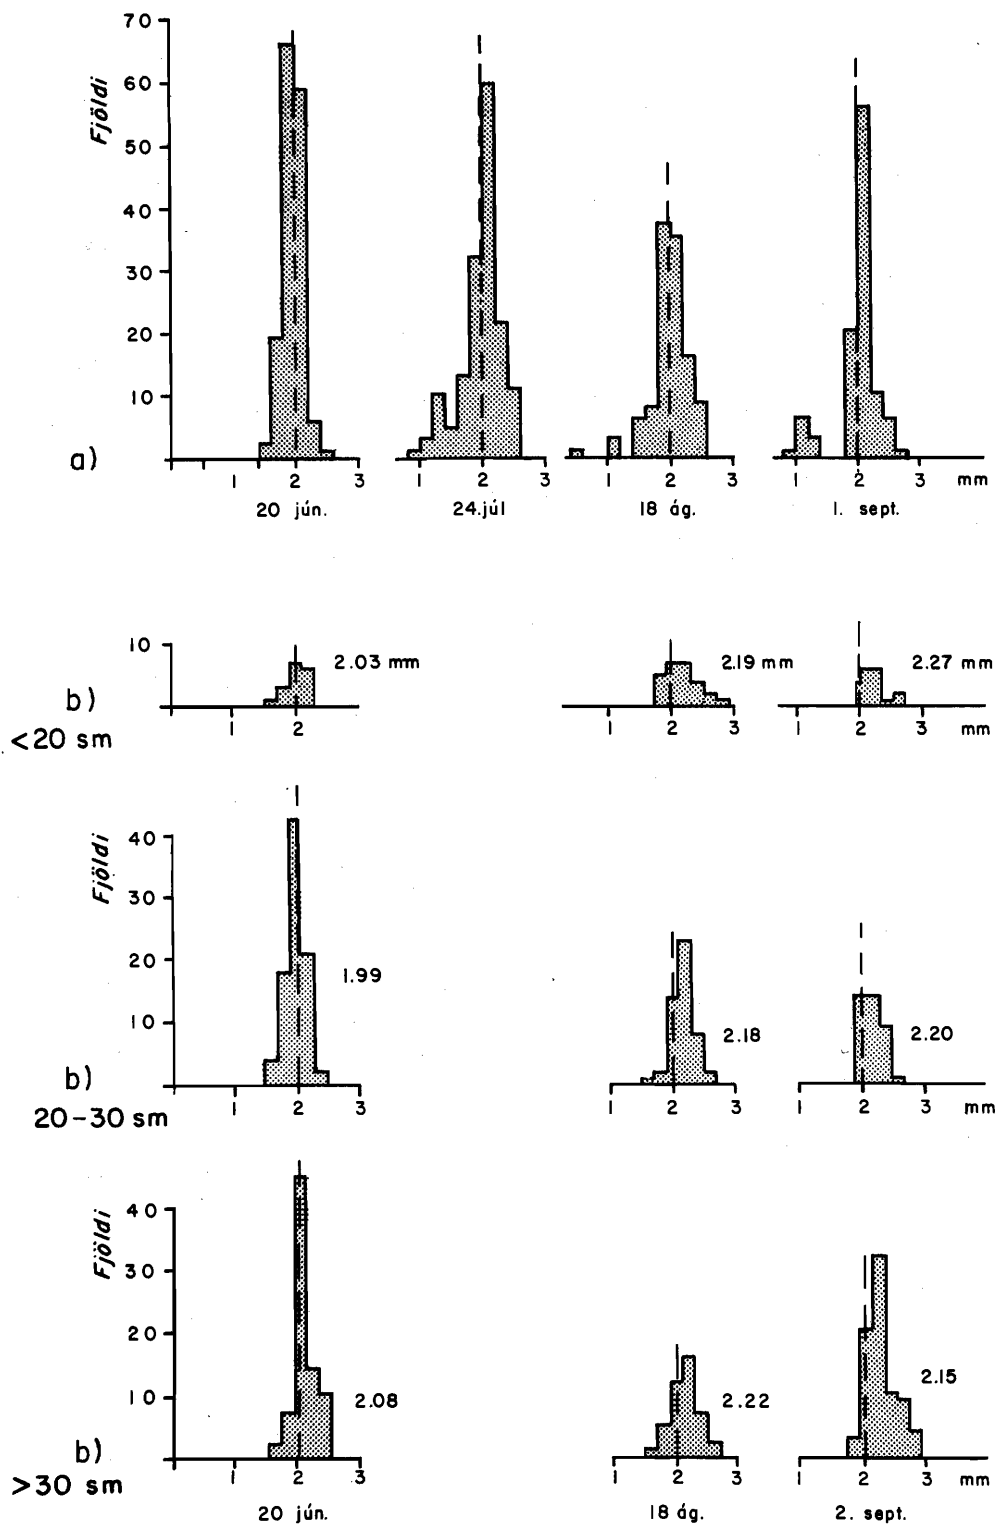 70
60
50
40
30
20
10
Fjöldi
a)
1 2 3 1 2 3 1 2 3 1 2 3 mm
20 jún. 24.júl 18 ág. 1. sept.
10
2.03 mm 2.19 mm 2.27 mm
b)
<20 sm
1 2 1 2 3 1 2 3 mm
Fjöldi
40
30
20
10
1.99 2.18 2.20
b)
20-30 sm
1 2 3 1 2 3 1 2 3 mm
Fjöldi
40
30
20
10
2.08 2.22 2.15
b)
>30 sm
1 2 3 1 2 3 1 2 3 mm
20 jún. 18 ág. 2. sept.